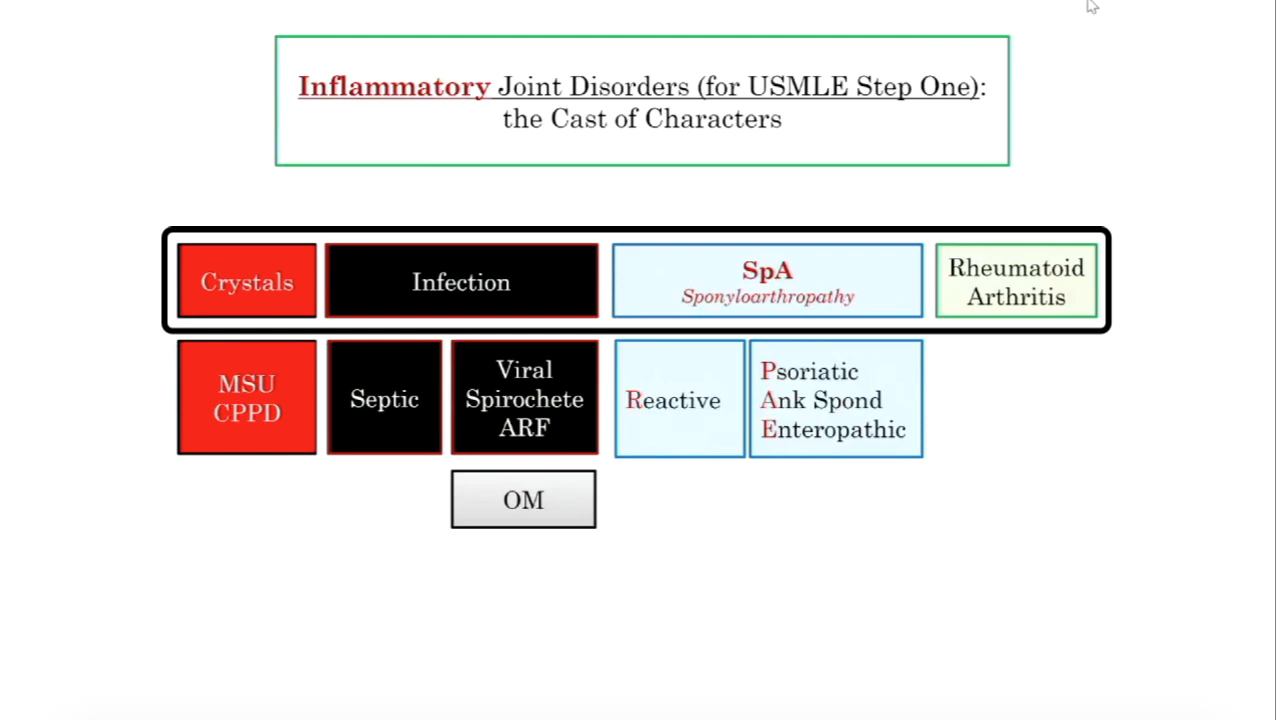 Inflammatory Joint Disorders (for USMLE Step One):
the Cast of Characters
Crystals
Infection
SpA
Sponyloarthropathy
Rheumatoid
Arthritis
MSU
CPPD
Septic
Viral
Spirochete
ARF
Reactive
Psoriatic
Ank Spond
Enteropathic
OM